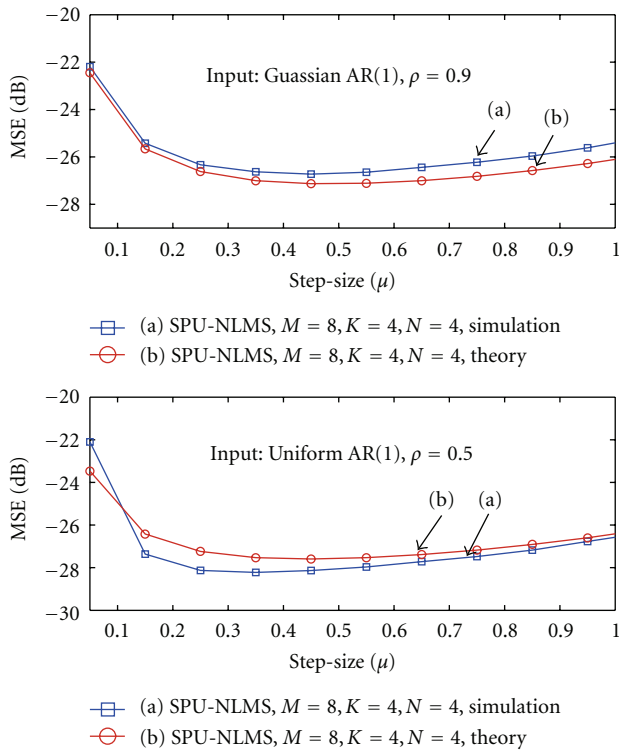 −20
−22
−24
−26
−28
MSE (dB)
Input: Guassian AR(1), ρ = 0.9
(a)
(b)
0.1 0.2 0.3 0.4 0.5 0.6 0.7 0.8 0.9 1
Step-size (μ)
(a) SPU-NLMS, M = 8, K = 4, N = 4, simulation
(b) SPU-NLMS, M = 8, K = 4, N = 4, theory
−20
−22
−24
−26
−28
−30
MSE (dB)
Input: Uniform AR(1), ρ = 0.5
(b) (a)
0.1 0.2 0.3 0.4 0.5 0.6 0.7 0.8 0.9 1
Step-size (μ)
(a) SPU-NLMS, M = 8, K = 4, N = 4, simulation
(b) SPU-NLMS, M = 8, K = 4, N = 4, theory